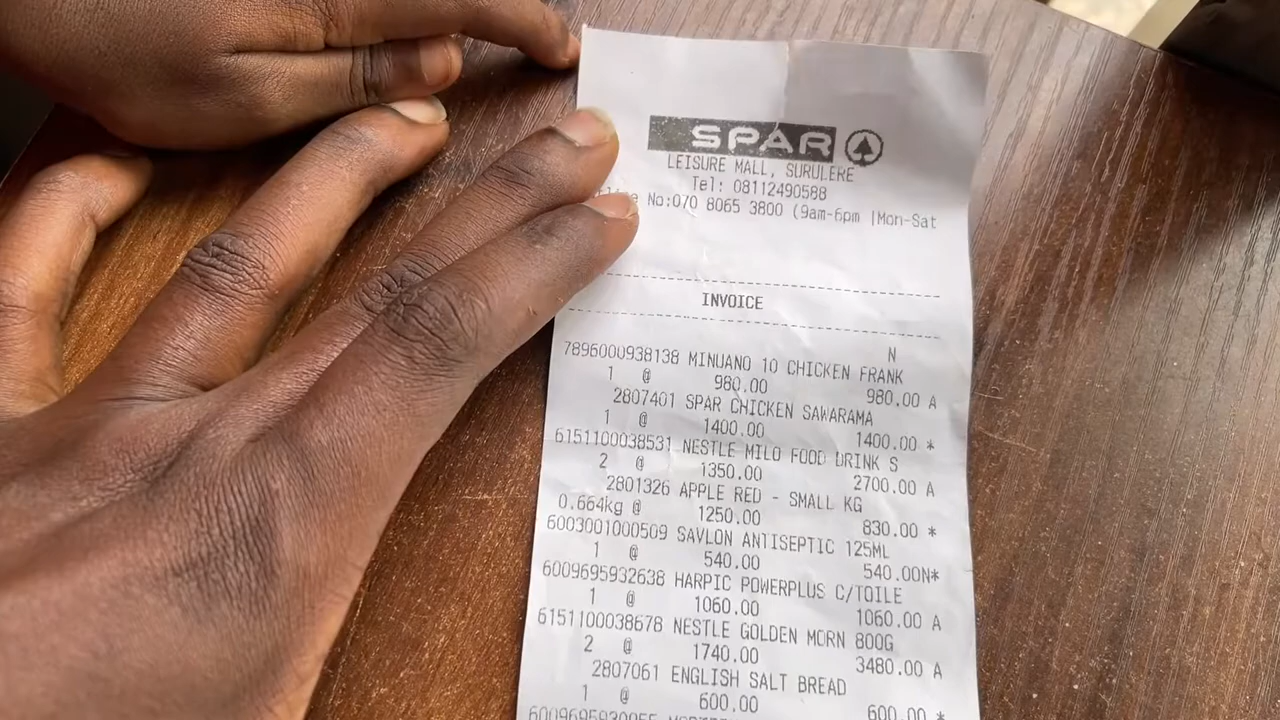 SPAR
LEISURE MALL, SURULERE
Tel: 08112490588
No:070 8065 3800 (9am-6pm |Mon-Sat
INVOICE
N
7896000938138 MINUANO 10 CHICKEN FRANK
1 @ 980.00 980.00 A
2807401 SPAR CHICKEN SAWARAMA
1 @ 1400.00 1400.00 *
6151100038531 NESTLE MILO FOOD DRINK S
2 @ 1350.00 2700.00 A
2801326 APPLE RED - SMALL KG
0.664kg @ 1250.00 830.00 *
6003001000509 SAVLON ANTISEPTIC 125ML
1 @ 540.00 540.00N*
6009695932638 HARPIC POWERPLUS C/TOILE
1 @ 1060.00 1060.00 A
6151100038678 NESTLE GOLDEN MORN 800G
2 @ 1740.00 3480.00 A
2807061 ENGLISH SALT BREAD
1 @ 600.00 600.00 *